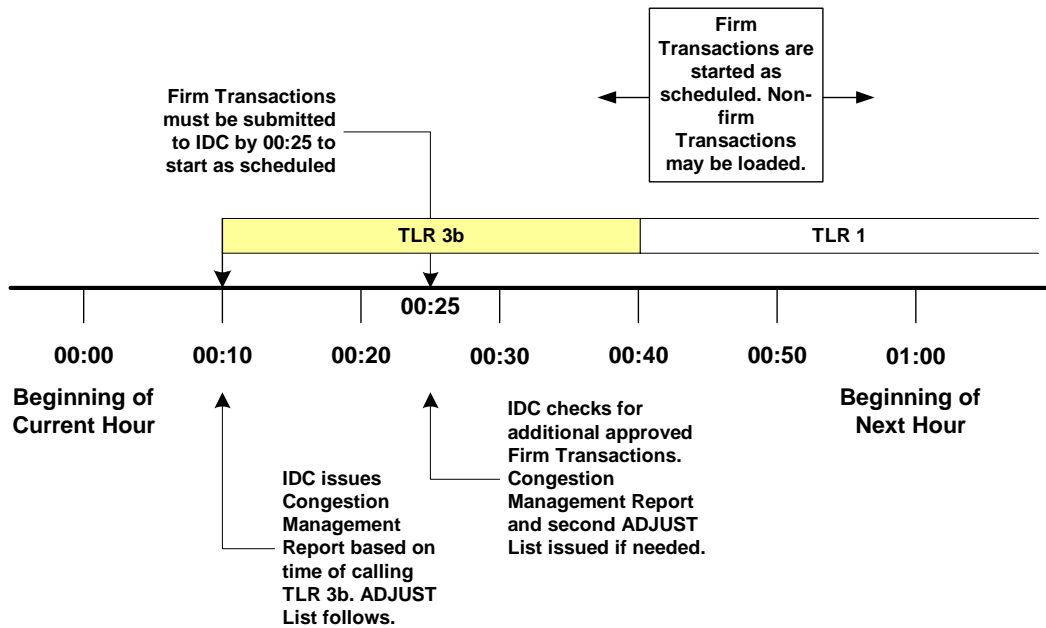 Firm
Transactions are
started as
scheduled. Non-
firm
Transactions
may be loaded.
Firm Transactions
must be submitted
to IDC by 00:25 to
start as scheduled
TLR 3b
TLR 1
00:25
00:00
00:10
00:20
00:30
00:40
00:50
01:00
Beginning of
Current Hour
Beginning of
Next Hour
IDC issues
Congestion
Management
Report based on
time of calling
TLR 3b. ADJUST
List follows.
IDC checks for
additional approved
Firm Transactions.
Congestion
Management Report
and second ADJUST
List issued if needed.